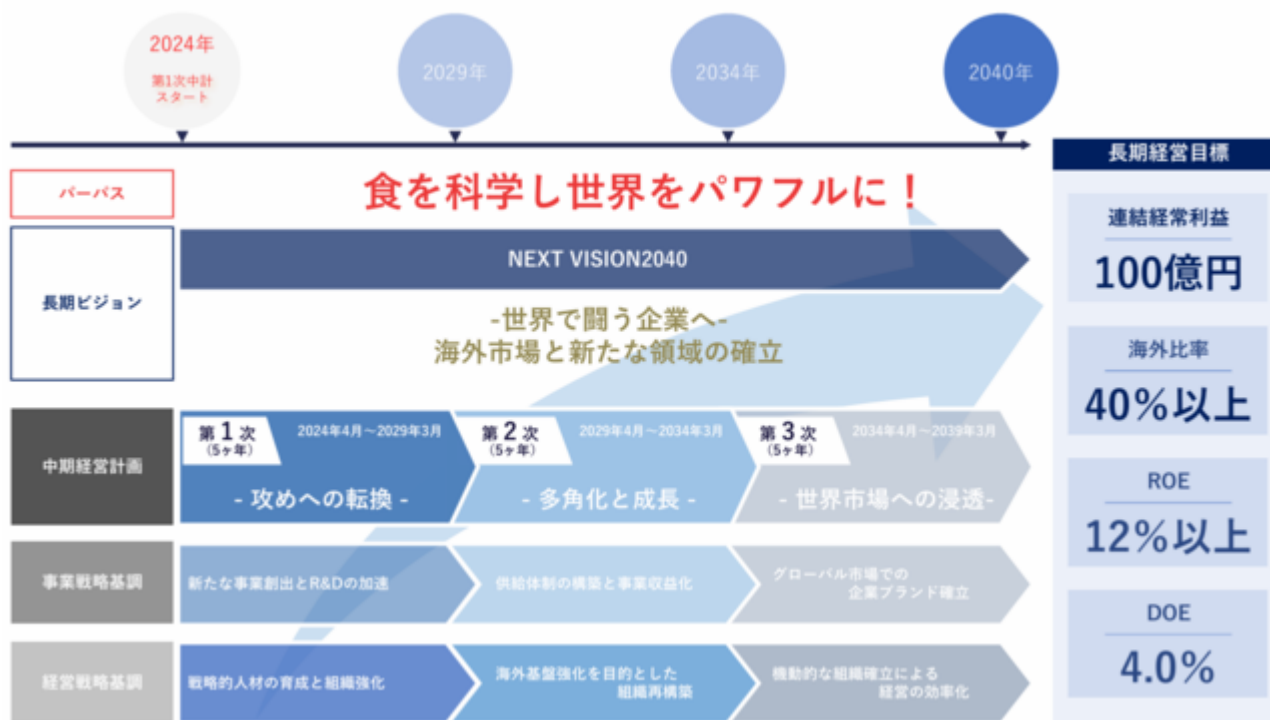 2024年
第1次中計
スタート
2029年
2034年
2040年
パーパス
食を科学し世界をパワフルに！
長期ビジョン
NEXT VISION2040
-世界で闘う企業へ-
海外市場と新たな領域の確立
中期経営計画
第1次
（5ヶ年）
2024年4月～2029年3月
- 攻めへの転換 -
第2次
（5ヶ年）
2029年4月～2034年3月
- 多角化と成長 -
第3次
（5ヶ年）
2034年4月～2039年3月
- 世界市場への浸透-
事業戦略基調
新たな事業創出とR&Dの加速
供給体制の構築と事業収益化
グローバル市場での
企業ブランド確立
経営戦略基調
戦略的人材の育成と組織強化
海外基盤強化を目的とした
組織再構築
機動的な組織確立による
経営の効率化
長期経営目標
連結経常利益
100億円
海外比率
40%以上
ROE
12%以上
DOE
4.0%